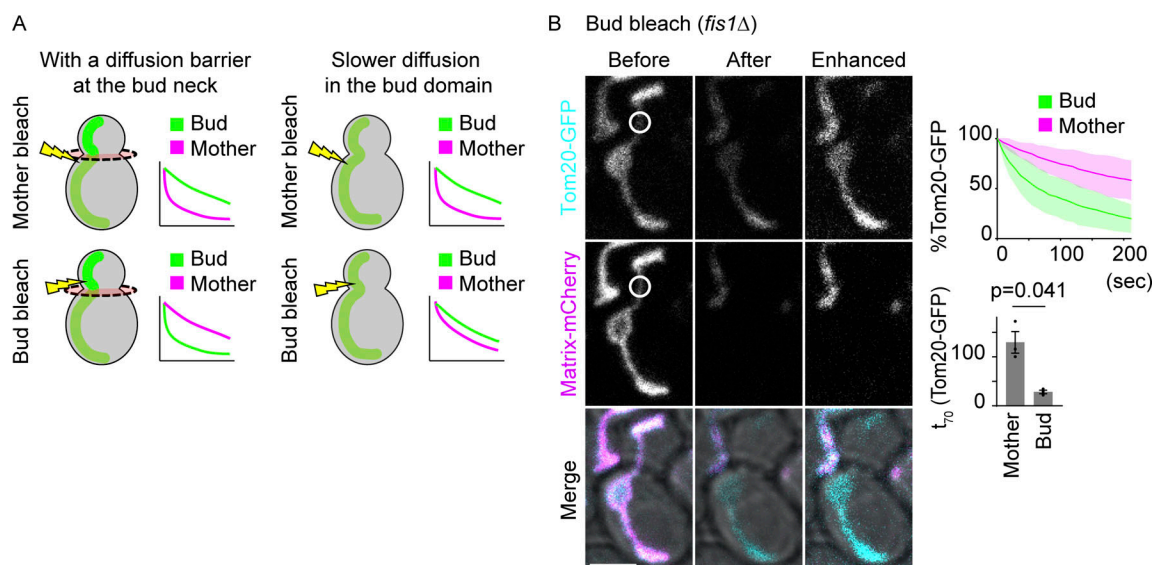 A
With a diffusion barrier
at the bud neck
Slower diffusion
in the bud domain
Mother bleach
Bud
Mother
Mother bleach
Bud
Mother
Bud bleach
Bud
Mother
Bud bleach
Bud
Mother
B Bud bleach (fis1Δ)
Before After Enhanced
Tom20-GFP
Matrix-mCherry
Merge
Bud
Mother
%Tom20-GFP
100
50
0
0 100 200
(sec)
p=0.041
t70 (Tom20-GFP)
100
0
Mother
Bud